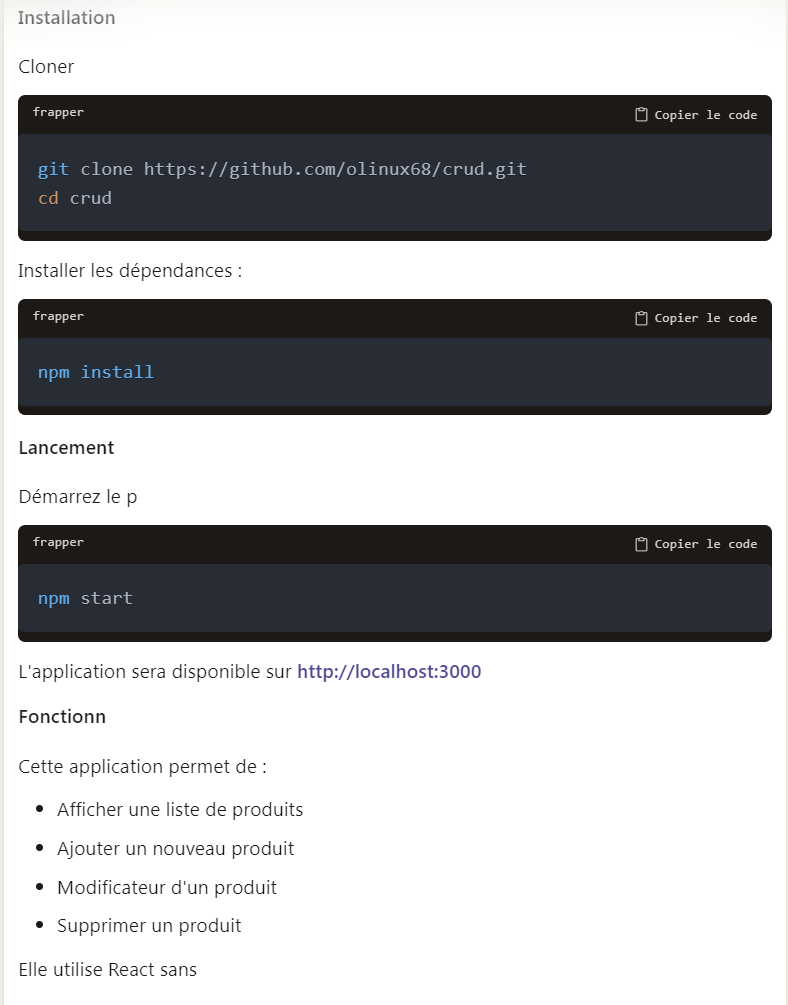 Installation
Cloner
frapper
Copier le code
git clone https://github.com/olinux68/crud.git
cd crud
Installer les dépendances :
frapper
Copier le code
npm install
Lancement
Démarrez le p
frapper
Copier le code
npm start
L'application sera disponible sur http://localhost:3000
Fonctionn
Cette application permet de :
• Afficher une liste de produits
• Ajouter un nouveau produit
• Modificateur d'un produit
• Supprimer un produit
Elle utilise React sans